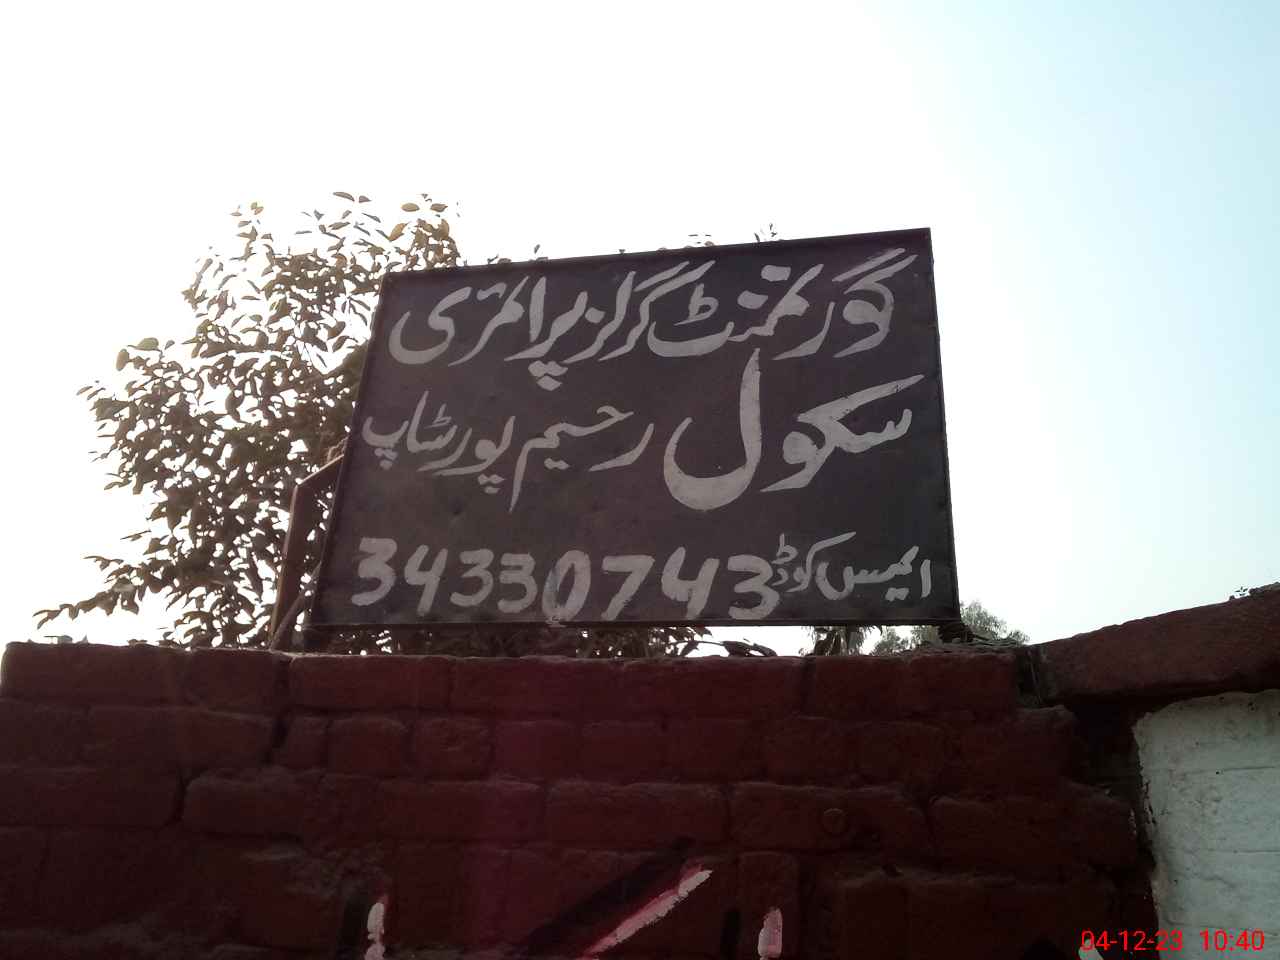 گورنمنٹ گرلز پرائمری
سکول رحیم پور سٹاپ
ایمس کوڈ 34330743
04-12-23 10:40